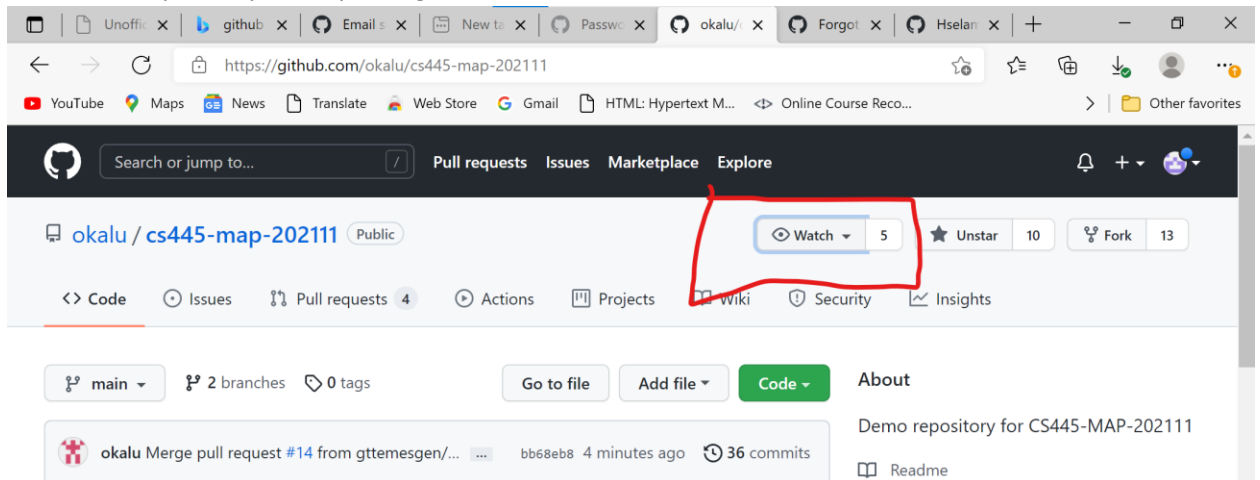 Unoffic github Email s New ta Passwo okalu/c Forgot Hselam
https://github.com/okalu/cs445-map-202111
YouTube Maps News Translate Web Store Gmail HTML: Hypertext M... Online Course Reco... Other favorites
Search or jump to... / Pull requests Issues Marketplace Explore
okalu / cs445-map-202111 Public Watch 5 Unstar 10 Fork 13
Code Issues Pull requests 4 Actions Projects Wiki Security Insights
main 2 branches 0 tags Go to file Add file Code About
Demo repository for CS445-MAP-202111
okalu Merge pull request #14 from gttemesgen/... ... bb68eb8 4 minutes ago 36 commits
Readme